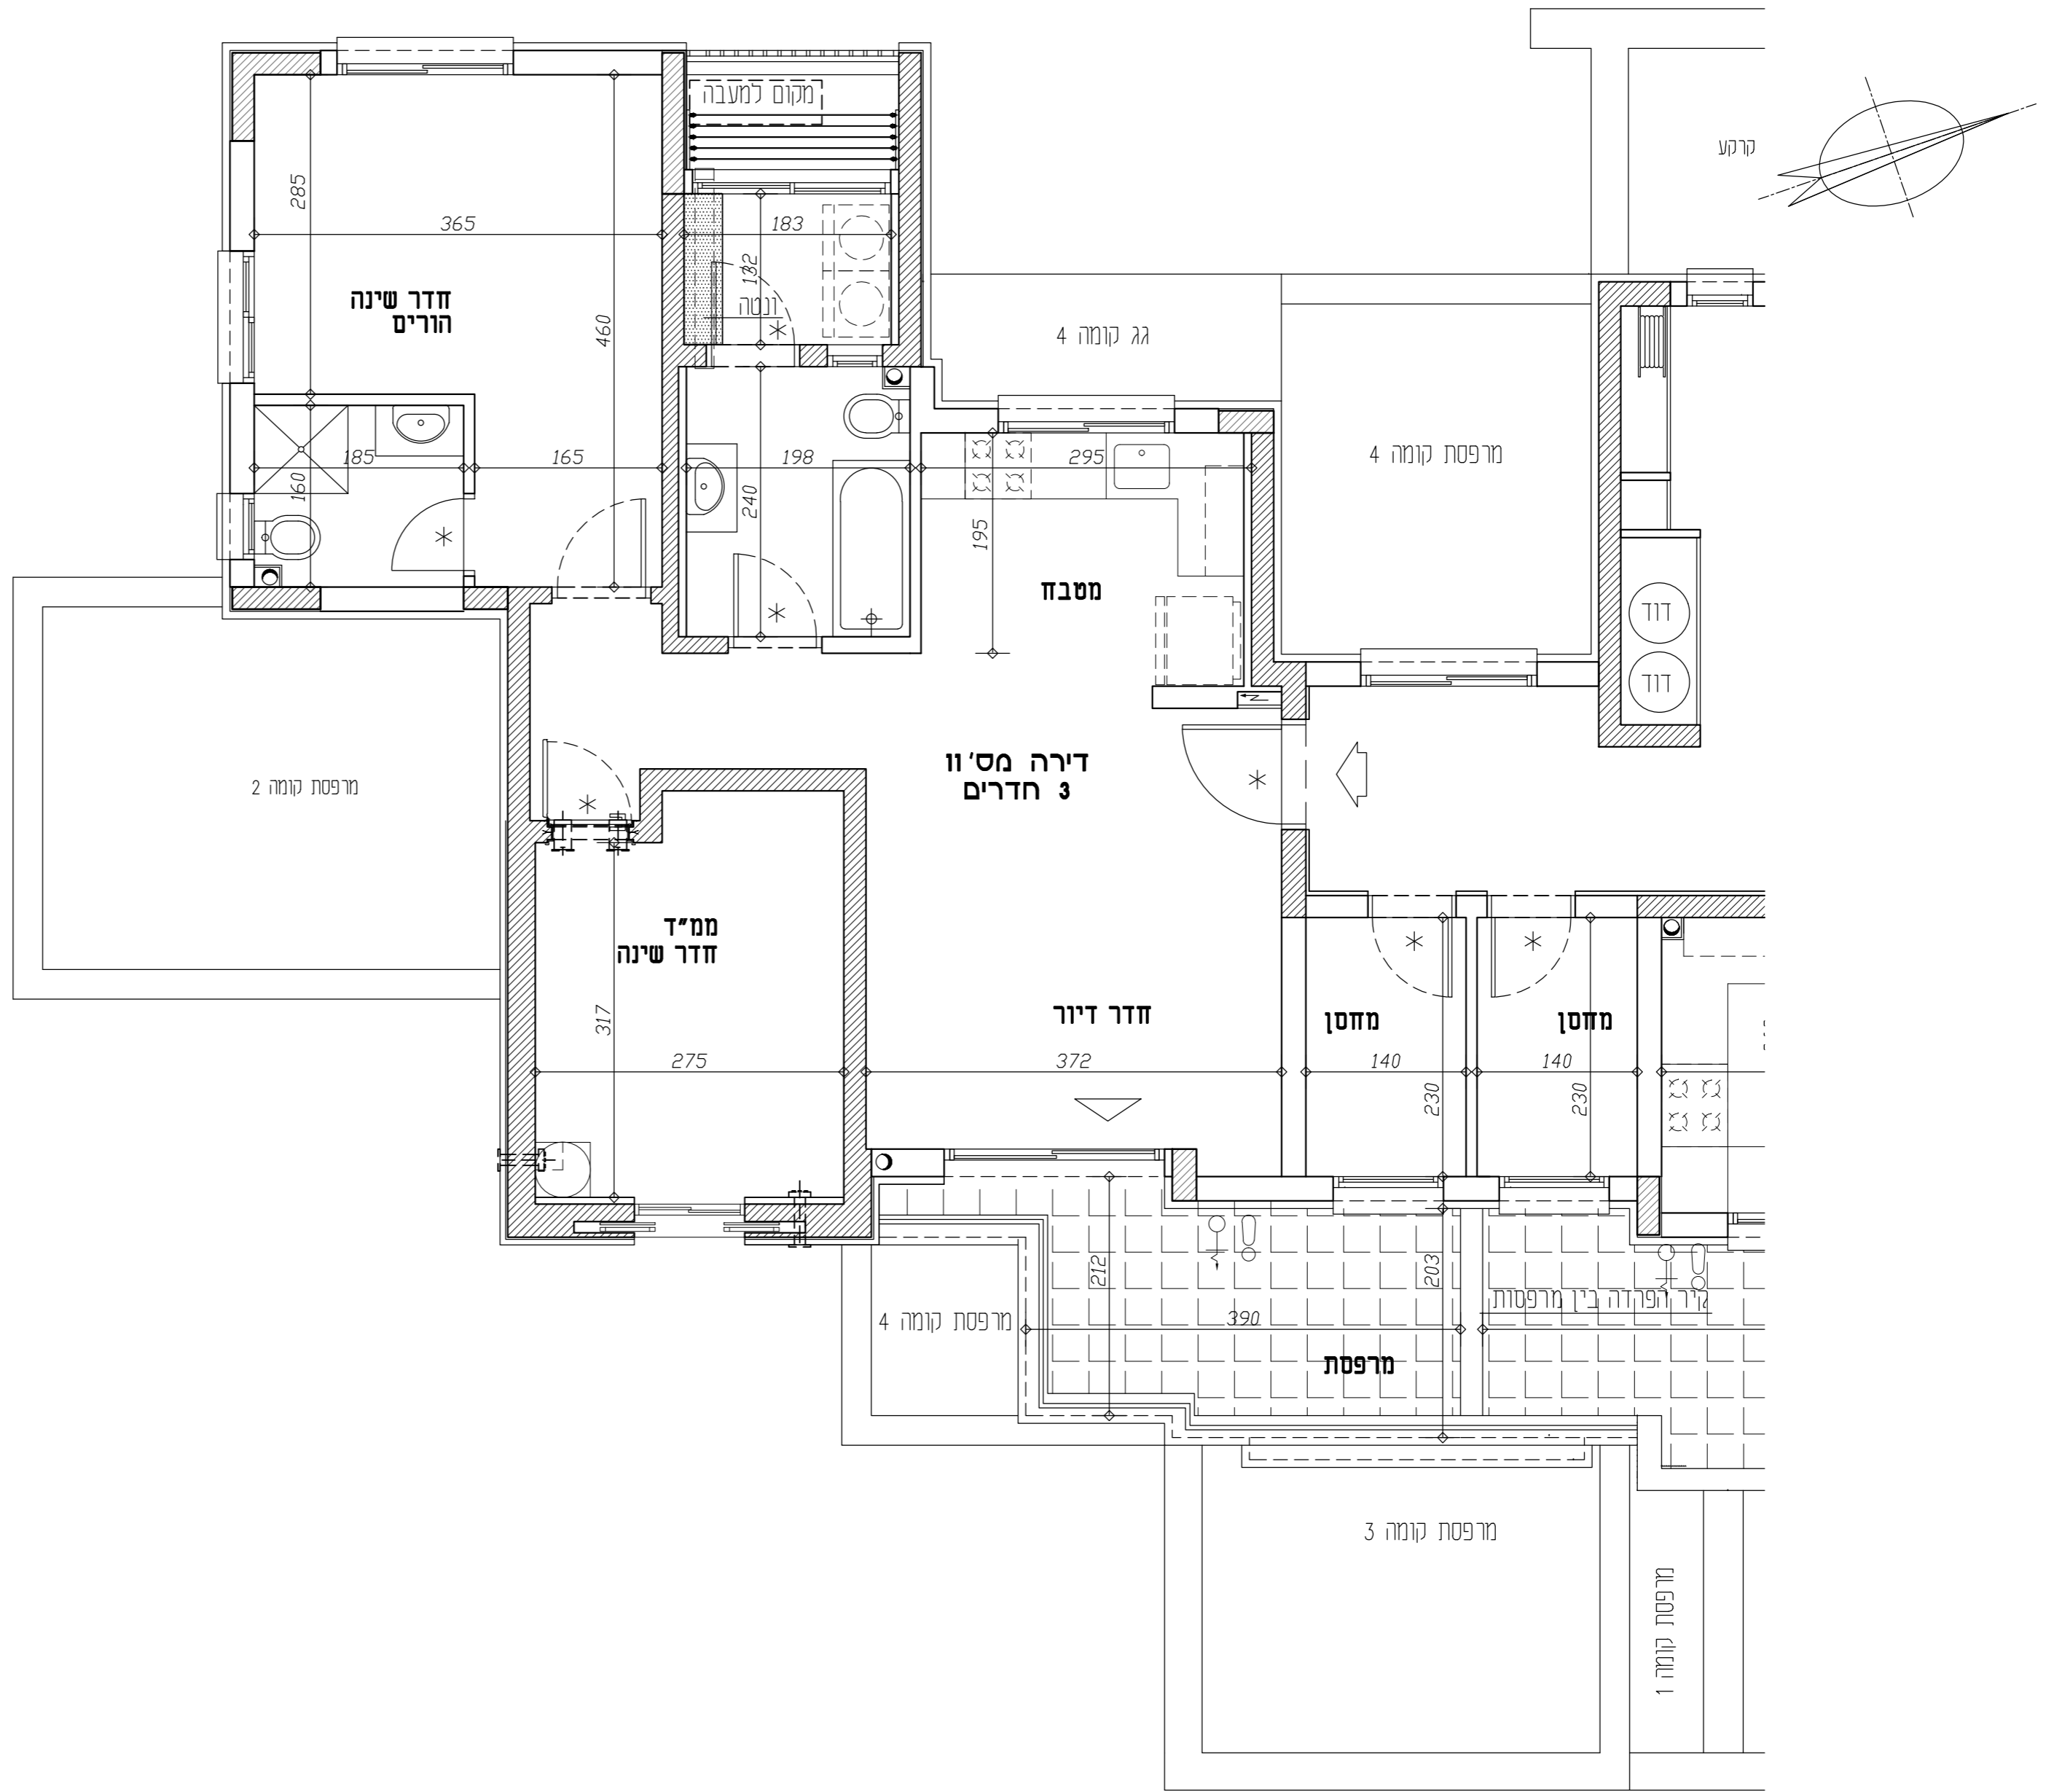 מקום למעבה
קרקע
285
365
183
132
ונטה
חדר שינה
הורים
460
גג קומה 4
מרפסת קומה 4
185
165
198
295
160
240
195
מטבח
דוד
דוד
דירה מס' 11
3 חדרים
מרפסת קומה 2
ממ"ד
חדר שינה
317
275
חדר דיור
372
מחסן
140
230
מחסן
140
230
212
203
קיר הפרדה בין מרפסות
מרפסת קומה 4
390
מרפסת
מרפסת קומה 3
מרפסת קומה 1